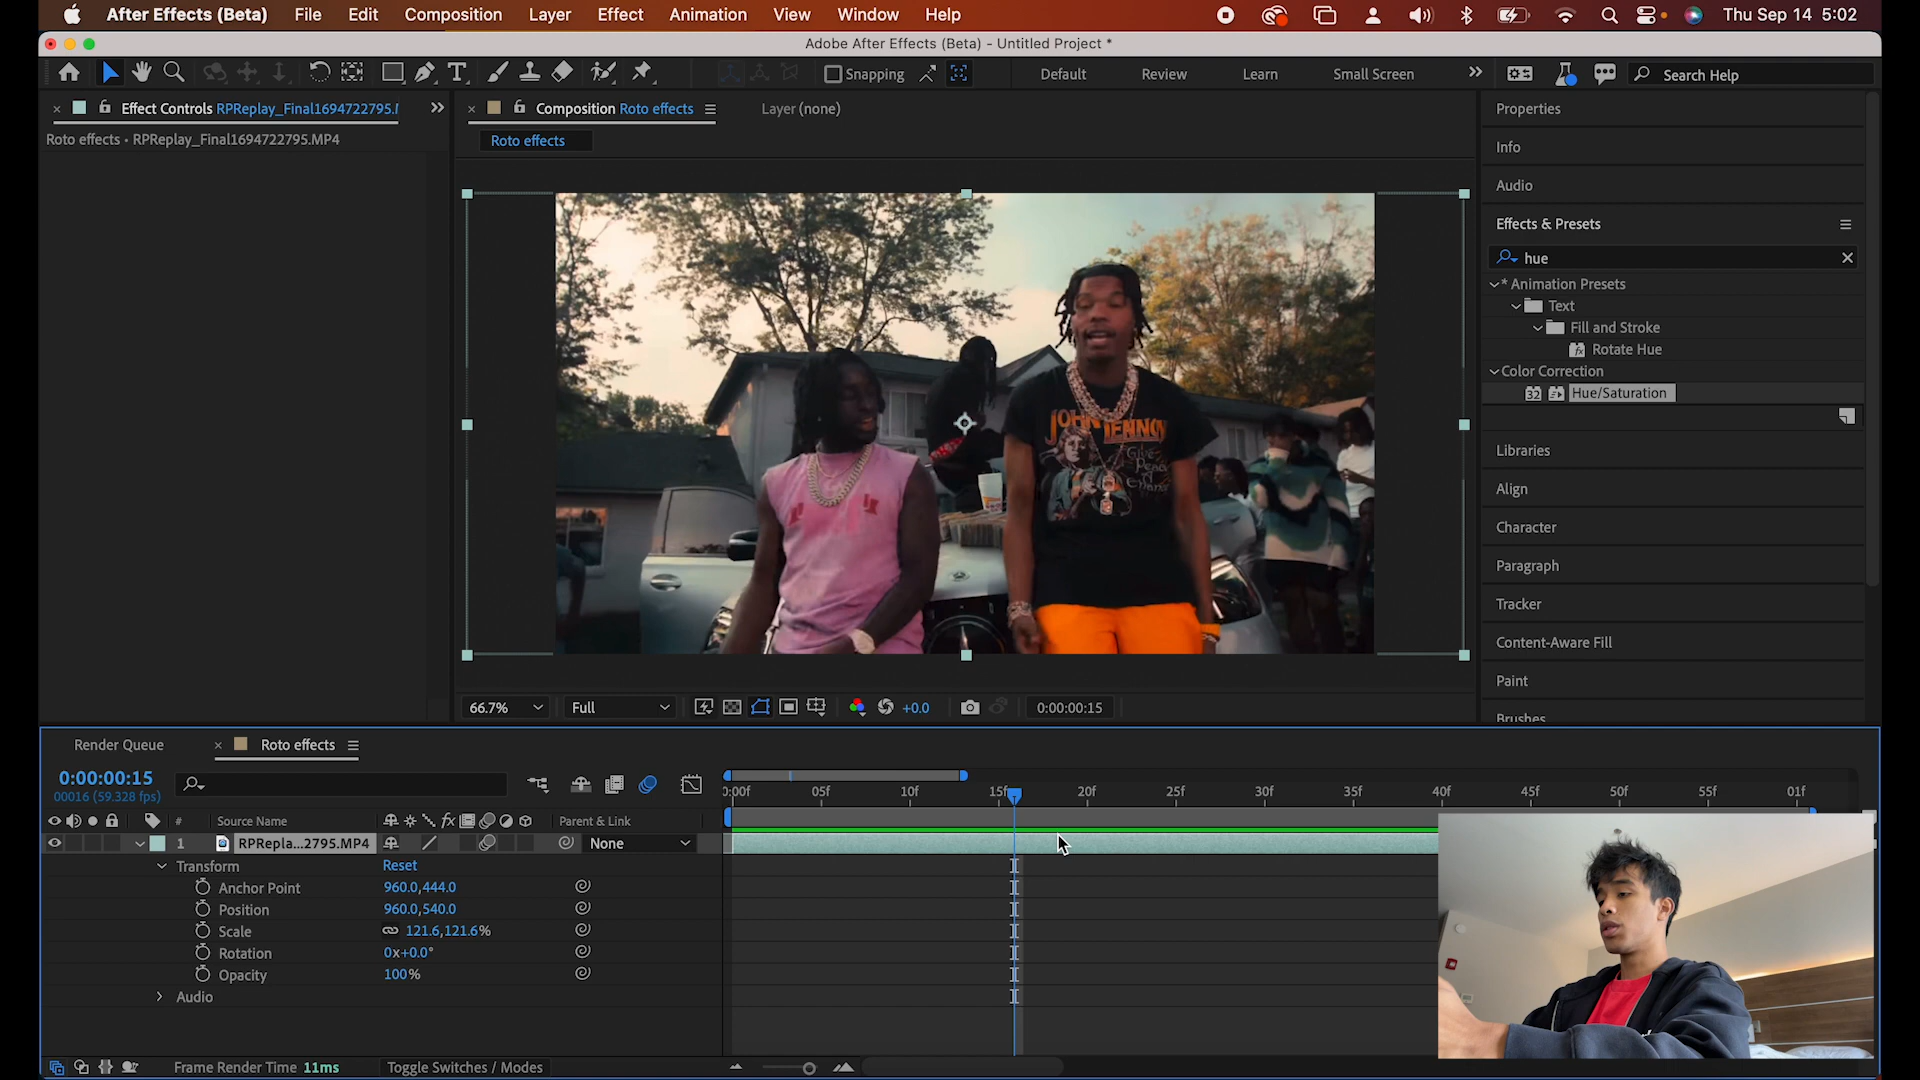 After Effects (Beta) File Edit Composition Layer Effect Animation View Window Help Thu Sep 14 5:02
Adobe After Effects (Beta) - Untitled Project *
Snapping Default Review Learn Small Screen Search Help
Effect Controls RPReplay_Final1694722795.
Composition Roto effects
Layer (none)
Roto effects • RPReplay_Final1694722795.MP4
Roto effects
JOHN LENNON
Give
Peace
Properties
Info
Audio
Effects & Presets
hue
* Animation Presets
Text
Fill and Stroke
Rotate Hue
Color Correction
32 Hue/Saturation
Libraries
Align
Character
Paragraph
Tracker
Content-Aware Fill
Paint
Brushes
66.7% Full +0.0 0:00:00:15
Render Queue
Roto effects
0:00:00:15
00016 (59.328 fps)
:00f 05f 10f 15f 20f 25f 30f 35f 40f 45f 50f 55f 01f
# Source Name fx Parent & Link
1 RPRepla...2795.MP4 None
Transform Reset
Anchor Point 960.0,444.0
Position 960.0,540.0
Scale 121.6,121.6%
Rotation 0x+0.0°
Opacity 100%
Audio
Frame Render Time 11ms Toggle Switches / Modes